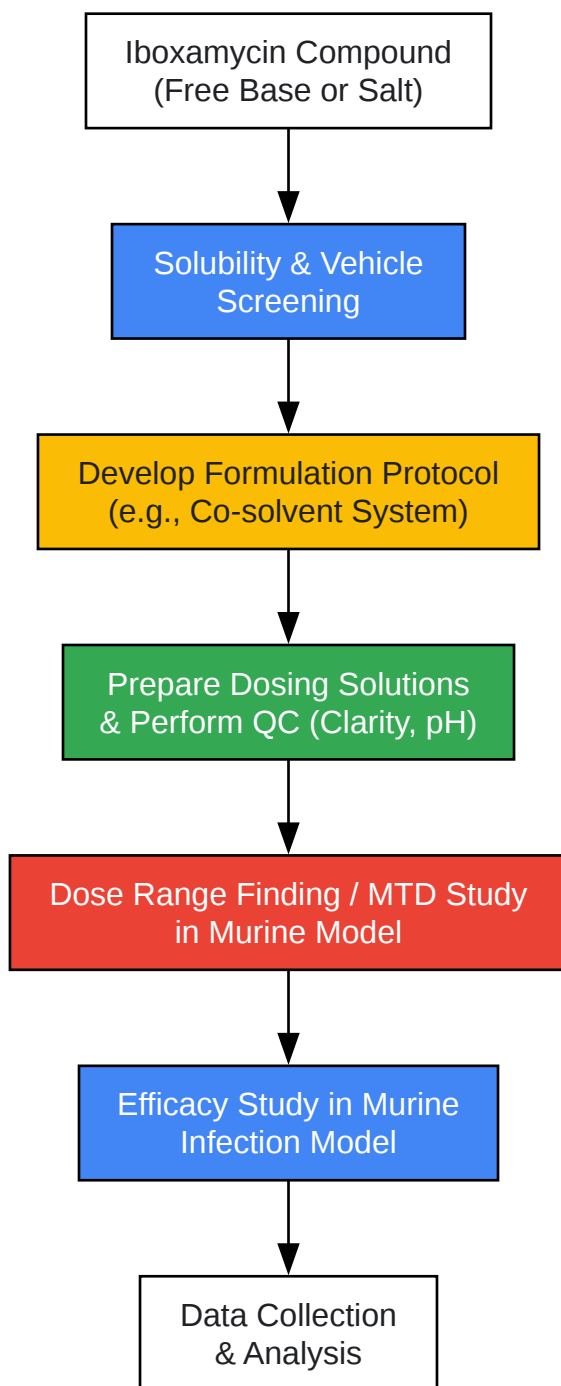 Iboxamycin Compound
(Free Base or Salt)
Solubility & Vehicle
Screening
Develop Formulation Protocol
(e.g., Co-solvent System)
Prepare Dosing Solutions
& Perform QC (Clarity, pH)
Dose Range Finding / MTD Study
in Murine Model
Efficacy Study in Murine
Infection Model
Data Collection
& Analysis